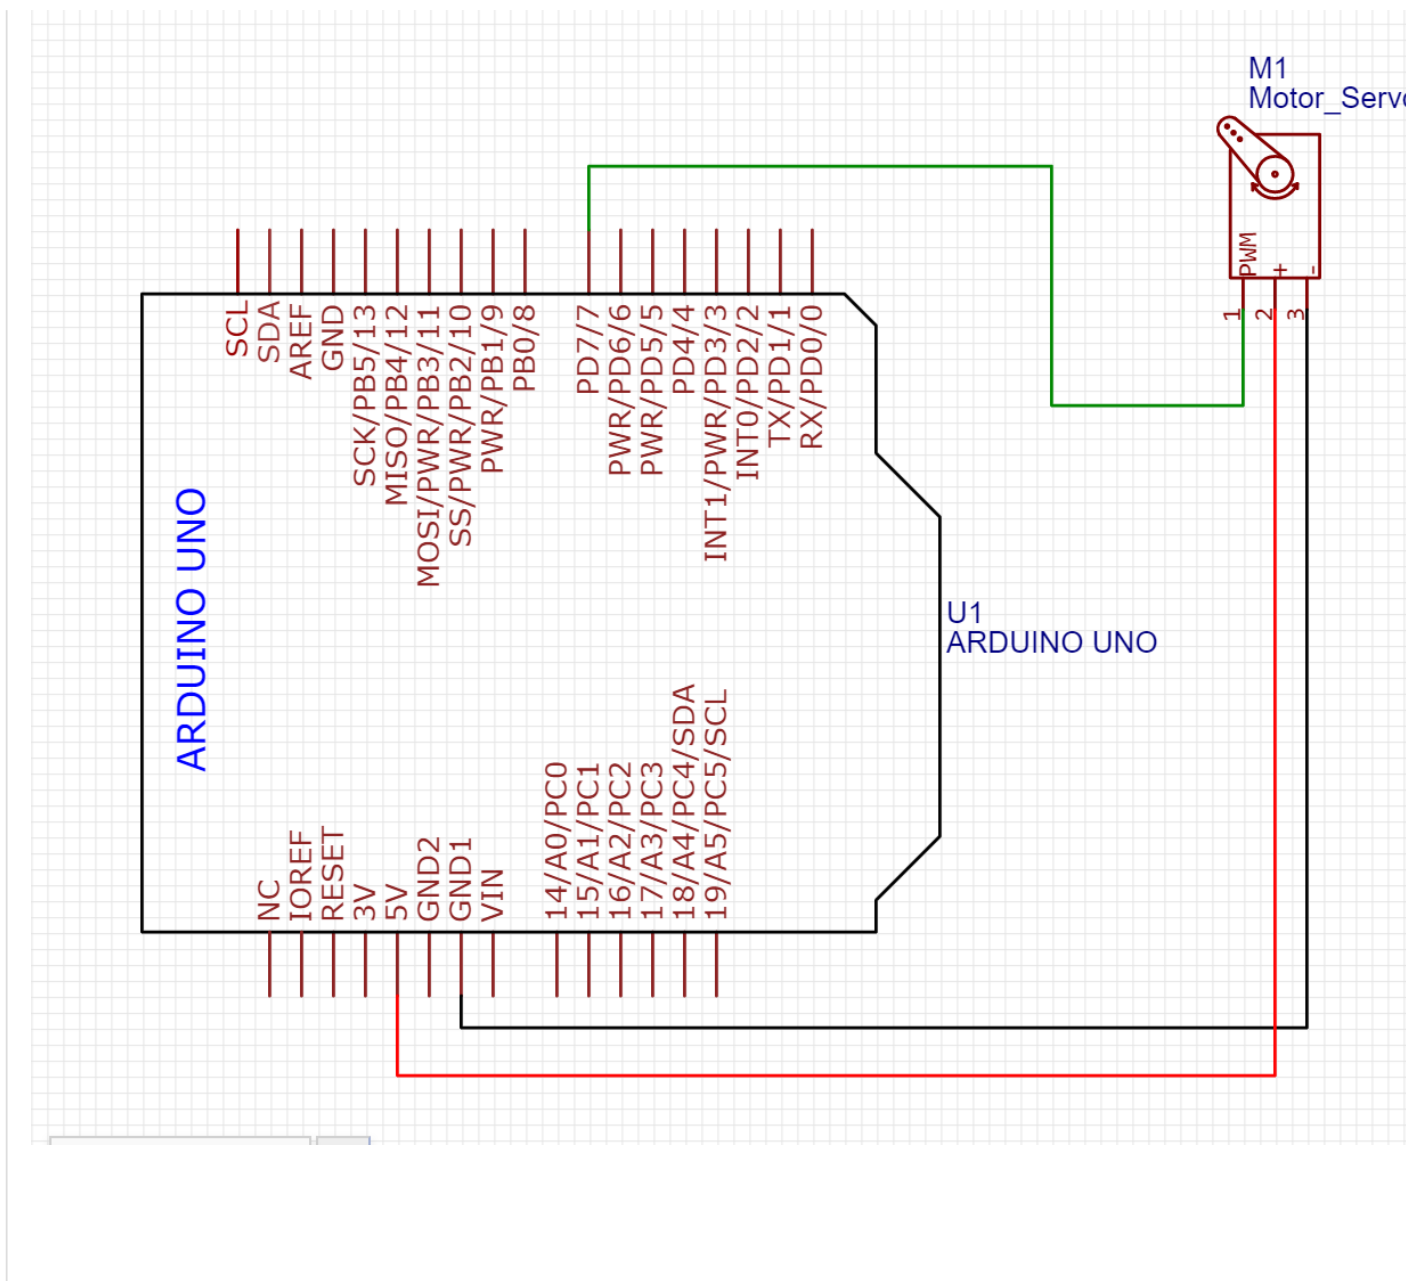 M1
Motor_Servo
PWM
+
-
1
2
3
SCL
SDA
AREF
GND
SCK/PB5/13
MISO/PB4/12
MOSI/PWR/PB3/11
SS/PWR/PB2/10
PWR/PB1/9
PB0/8
PD7/7
PWR/PD6/6
PWR/PD5/5
PD4/4
INT1/PWR/PD3/3
INT0/PD2/2
TX/PD1/1
RX/PD0/0
ARDUINO UNO
U1
ARDUINO UNO
NC
IOREF
RESET
3V
5V
GND2
GND1
VIN
14/A0/PC0
15/A1/PC1
16/A2/PC2
17/A3/PC3
18/A4/PC4/SDA
19/A5/PC5/SCL